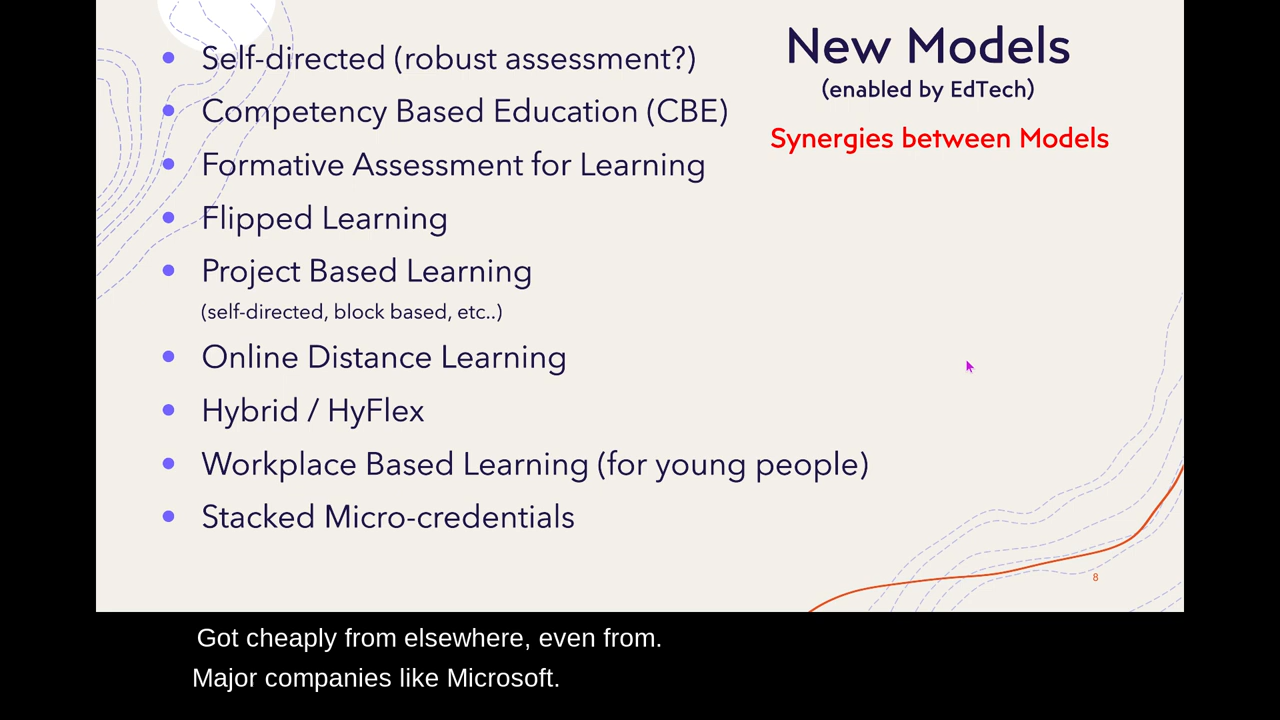 New Models
(enabled by EdTech)
Synergies between Models
Self-directed (robust assessment?)
Competency Based Education (CBE)
Formative Assessment for Learning
Flipped Learning
Project Based Learning
(self-directed, block based, etc..)
Online Distance Learning
Hybrid / HyFlex
Workplace Based Learning (for young people)
Stacked Micro-credentials
8
Got cheaply from elsewhere, even from.
Major companies like Microsoft.